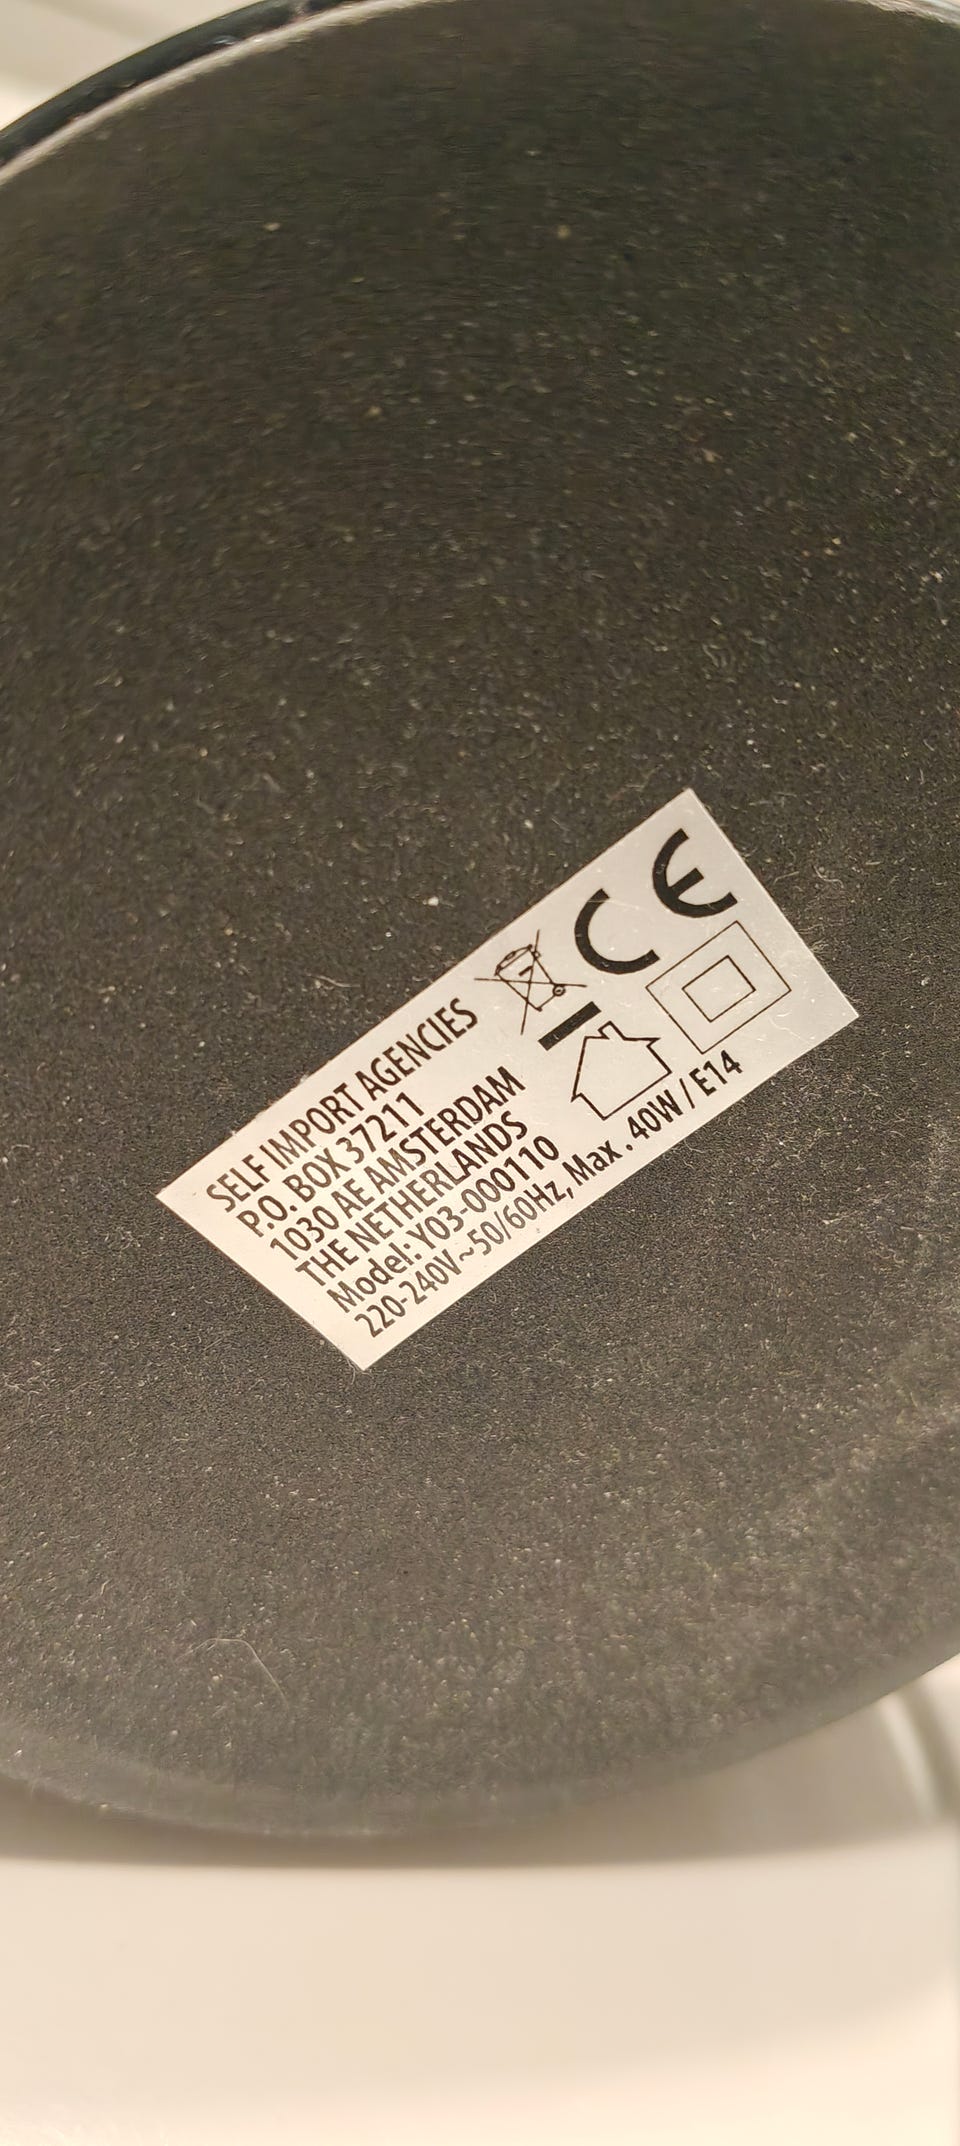 SELF IMPORT AGENCIES
P.O. BOX 37211
1030 AE AMSTERDAM
THE NETHERLANDS
Model: Y03-000110
220-240V~50/60Hz, Max . 40W / E14
CE